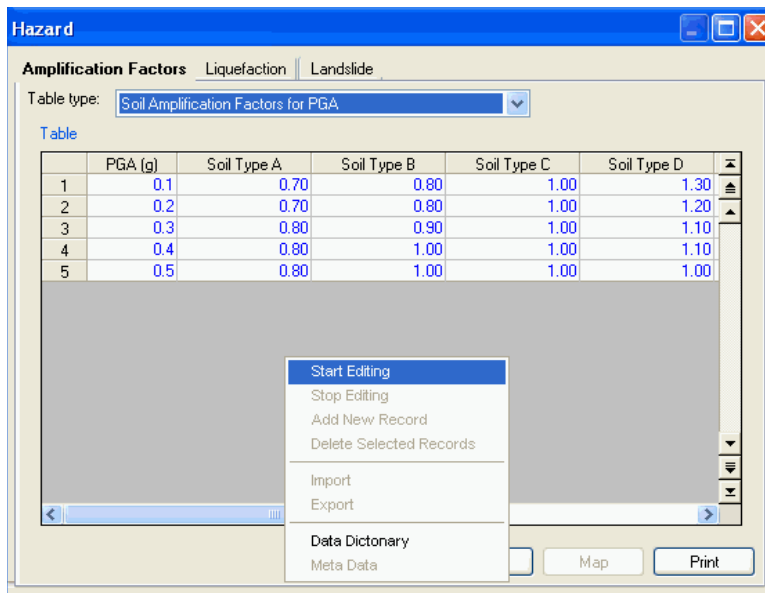 Hazard
Amplification Factors Liquefaction Landslide
Table type: Soil Amplification Factors for PGA
Table
PGA (g) Soil Type A Soil Type B Soil Type C Soil Type D
1 0.1 0.70 0.80 1.00 1.30
2 0.2 0.70 0.80 1.00 1.20
3 0.3 0.80 0.90 1.00 1.10
4 0.4 0.80 1.00 1.00 1.10
5 0.5 0.80 1.00 1.00 1.00
Start Editing
Stop Editing
Add New Record
Delete Selected Records
Import
Export
Data Dictonary
Meta Data
Map Print